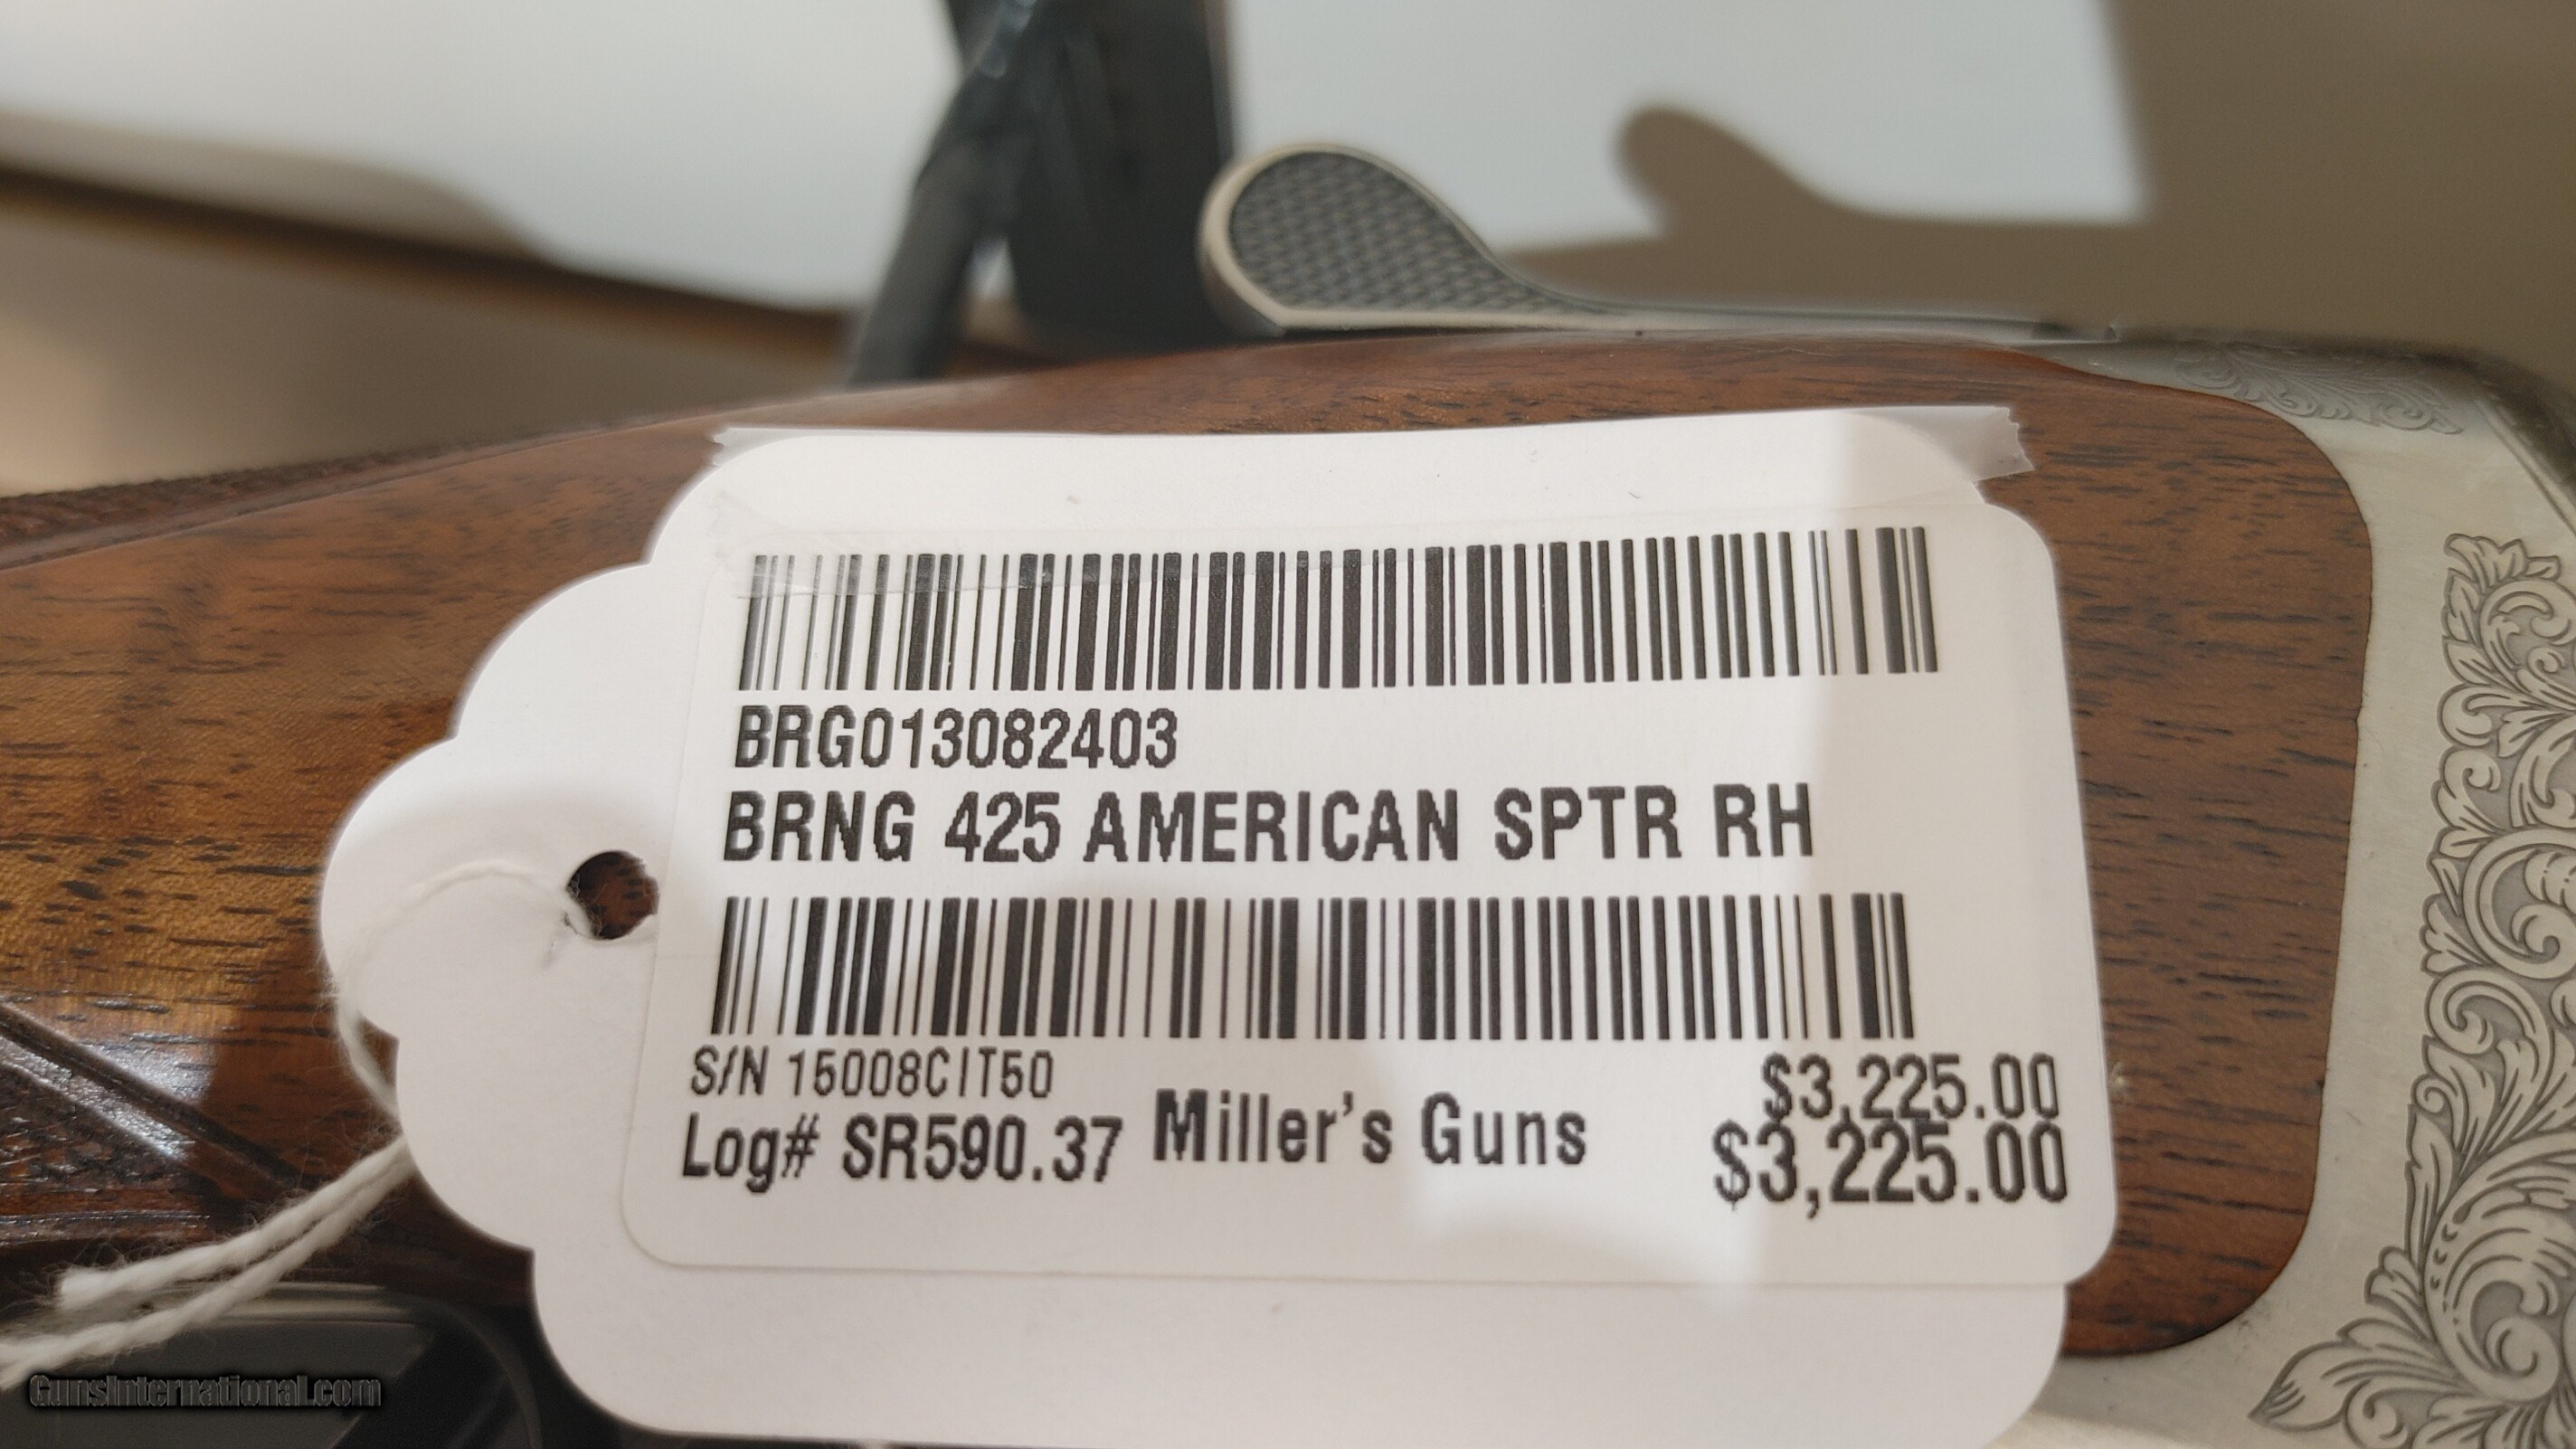 BRG013082403
BRNG 425 AMERICAN SPTR RH
S/N 15008CIT50
$3,225.00
Log# SR590.37 Miller's Guns $3,225.00
GunsInternational.com